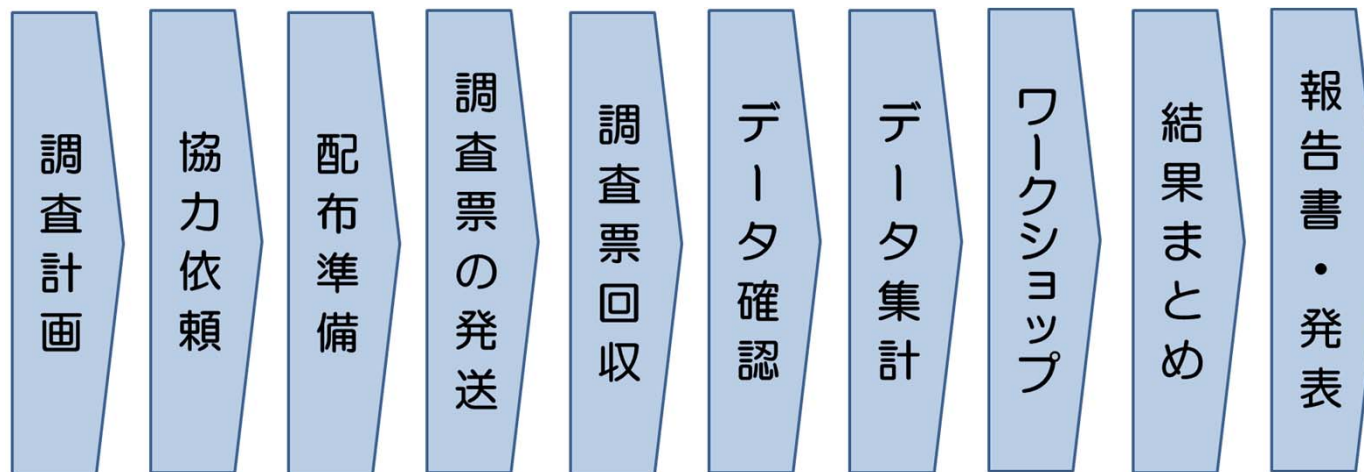 調査計画
協力依頼
配布準備
調査票の発送
調査票回収
データ確認
データ集計
ワークショップ
結果まとめ
報告書・発表